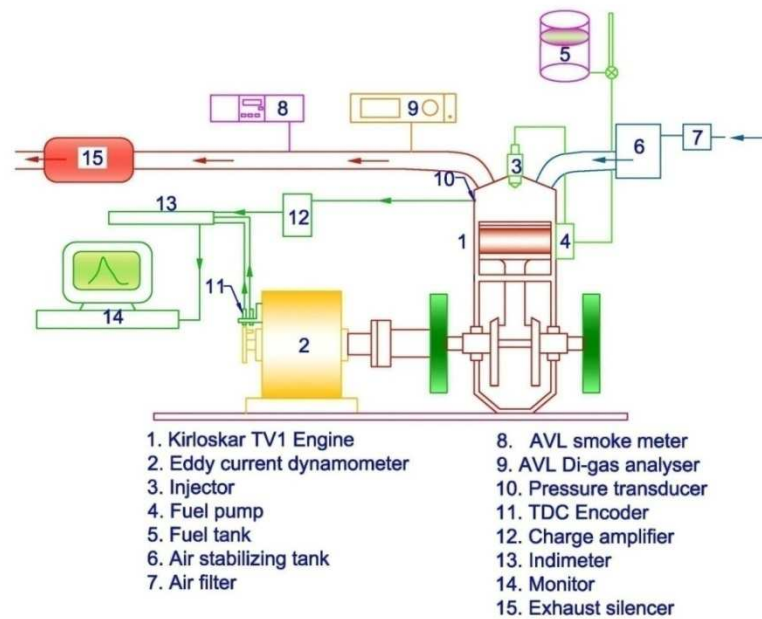 5
8
9
7
6
3
15
10
13
12
1
4
11
14
2
1. Kirloskar TV1 Engine
2. Eddy current dynamometer
3. Injector
4. Fuel pump
5. Fuel tank
6. Air stabilizing tank
7. Air filter
8. AVL smoke meter
9. AVL Di-gas analyser
10. Pressure transducer
11. TDC Encoder
12. Charge amplifier
13. Indimeter
14. Monitor
15. Exhaust silencer